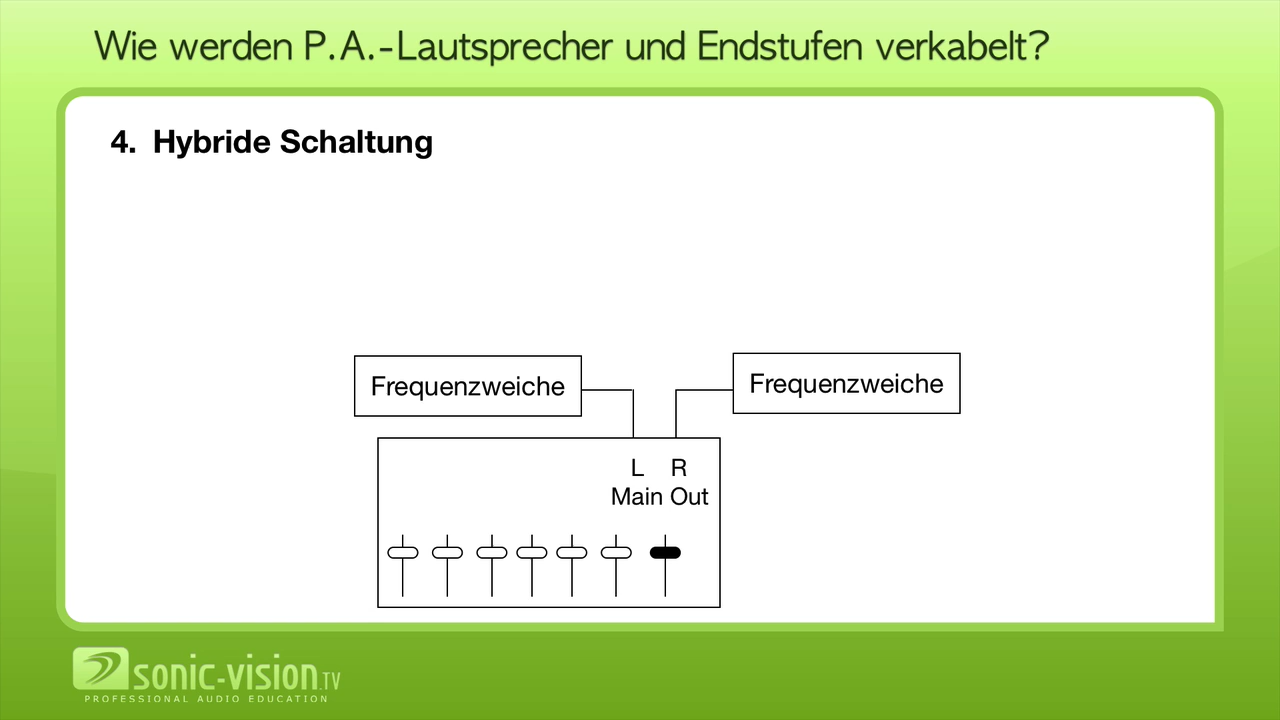 Wie werden P.A.-Lautsprecher und Endstufen verkabelt?
4. Hybride Schaltung
Frequenzweiche
Frequenzweiche
L R
Main Out
sonic-vision.TV
PROFESSIONAL AUDIO EDUCATION